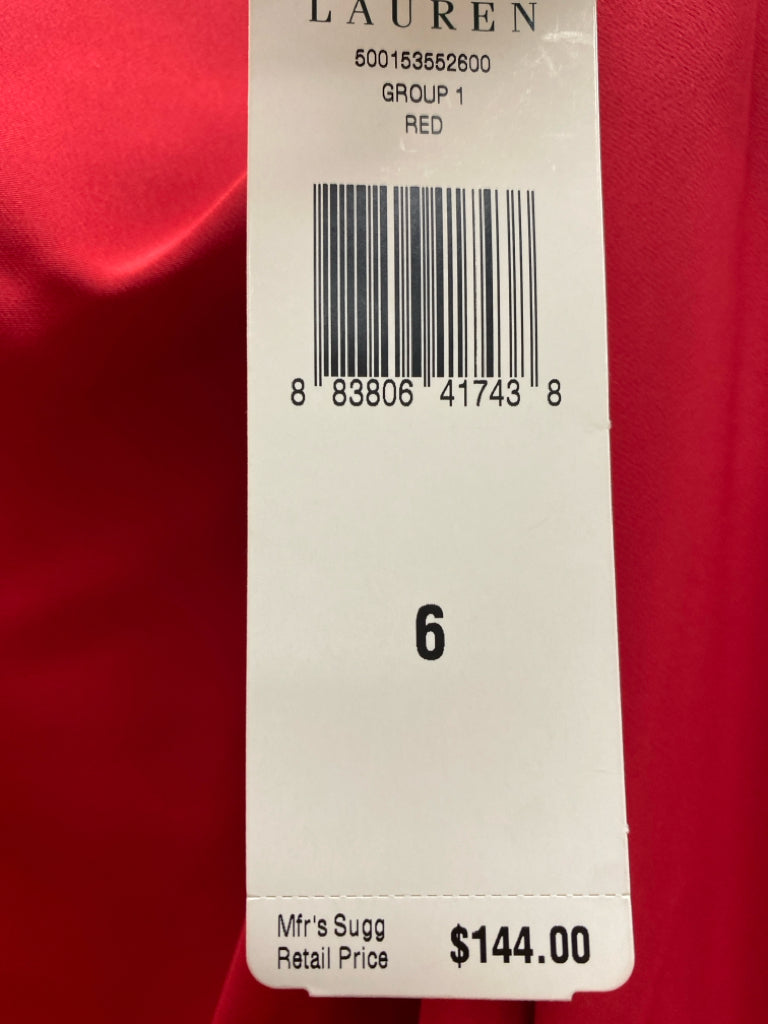 LAUREN
500153552600
GROUP 1
RED
8 83806 41743 8
6
Mfr's Sugg
Retail Price $144.00